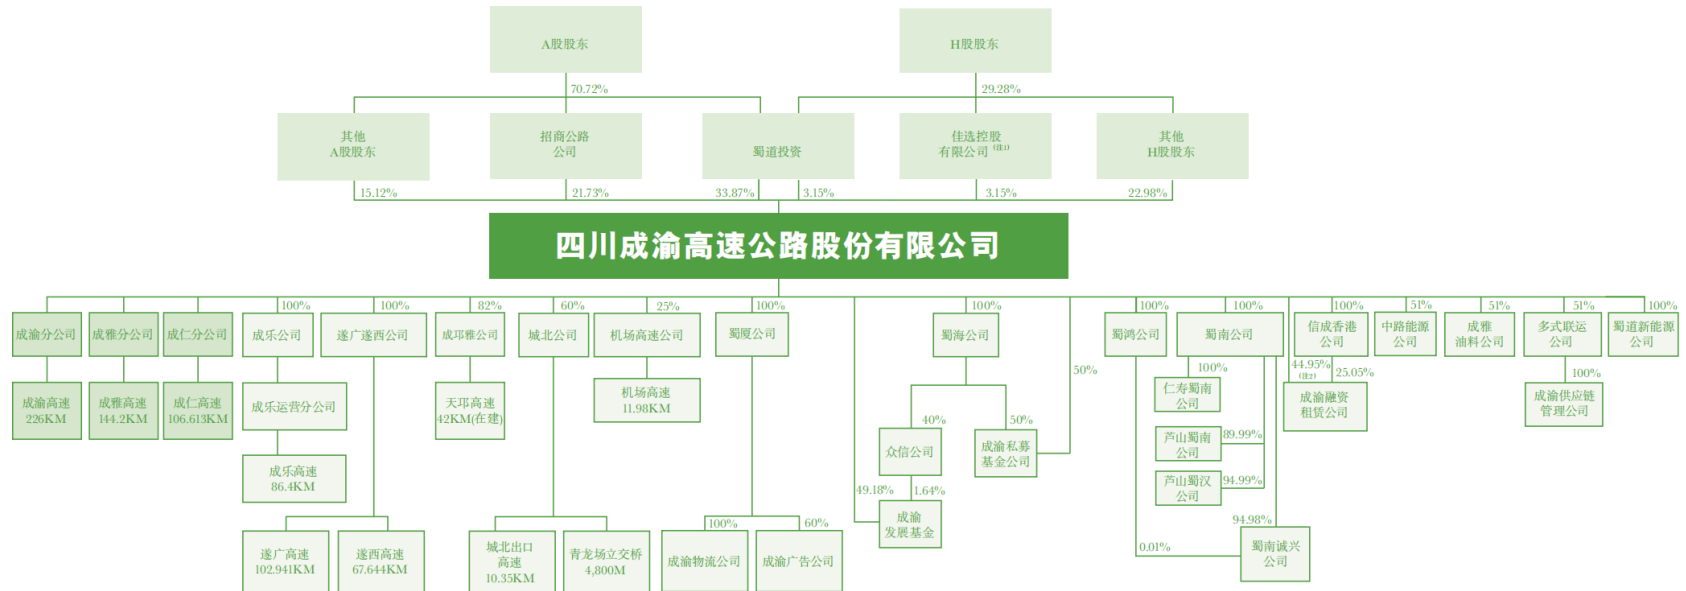 A股股东
H股股东
70.72%
29.28%
其他
A股股东
招商公路
公司
蜀道投资
佳选控股
有限公司(注1)
其他
H股股东
15.12%
21.73%
33.87%
3.15%
3.15%
22.98%
四川成渝高速公路股份有限公司
100%
100%
82%
60%
25%
100%
100%
100%
100%
100%
51%
51%
51%
100%
成渝分公司
成雅分公司
成仁分公司
成乐公司
遂广遂西公司
成邛雅公司
城北公司
机场高速公司
蜀厦公司
蜀海公司
蜀鸿公司
蜀南公司
信成香港
公司
中路能源
公司
成雅
油料公司
多式联运
公司
蜀道新能源
公司
50%
100%
44.95%
(注2)
25.05%
100%
成渝高速
226KM
成雅高速
144.2KM
成仁高速
106.613KM
成乐运营分公司
天邛高速
42KM(在建)
机场高速
11.98KM
仁寿蜀南
公司
成渝融资
租赁公司
成渝供应链
管理公司
40%
50%
众信公司
成渝私募
基金公司
芦山蜀南
公司
89.99%
成乐高速
86.4KM
芦山蜀汉
公司
94.99%
49.18%
1.64%
成渝
发展基金
94.98%
100%
60%
0.01%
遂广高速
102.941KM
遂西高速
67.644KM
城北出口
高速
10.35KM
青龙场立交桥
4,800M
成渝物流公司
成渝广告公司
蜀南诚兴
公司